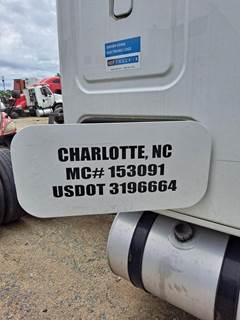 CHARLOTTE, NC
MC# 153091
USDOT 3196664